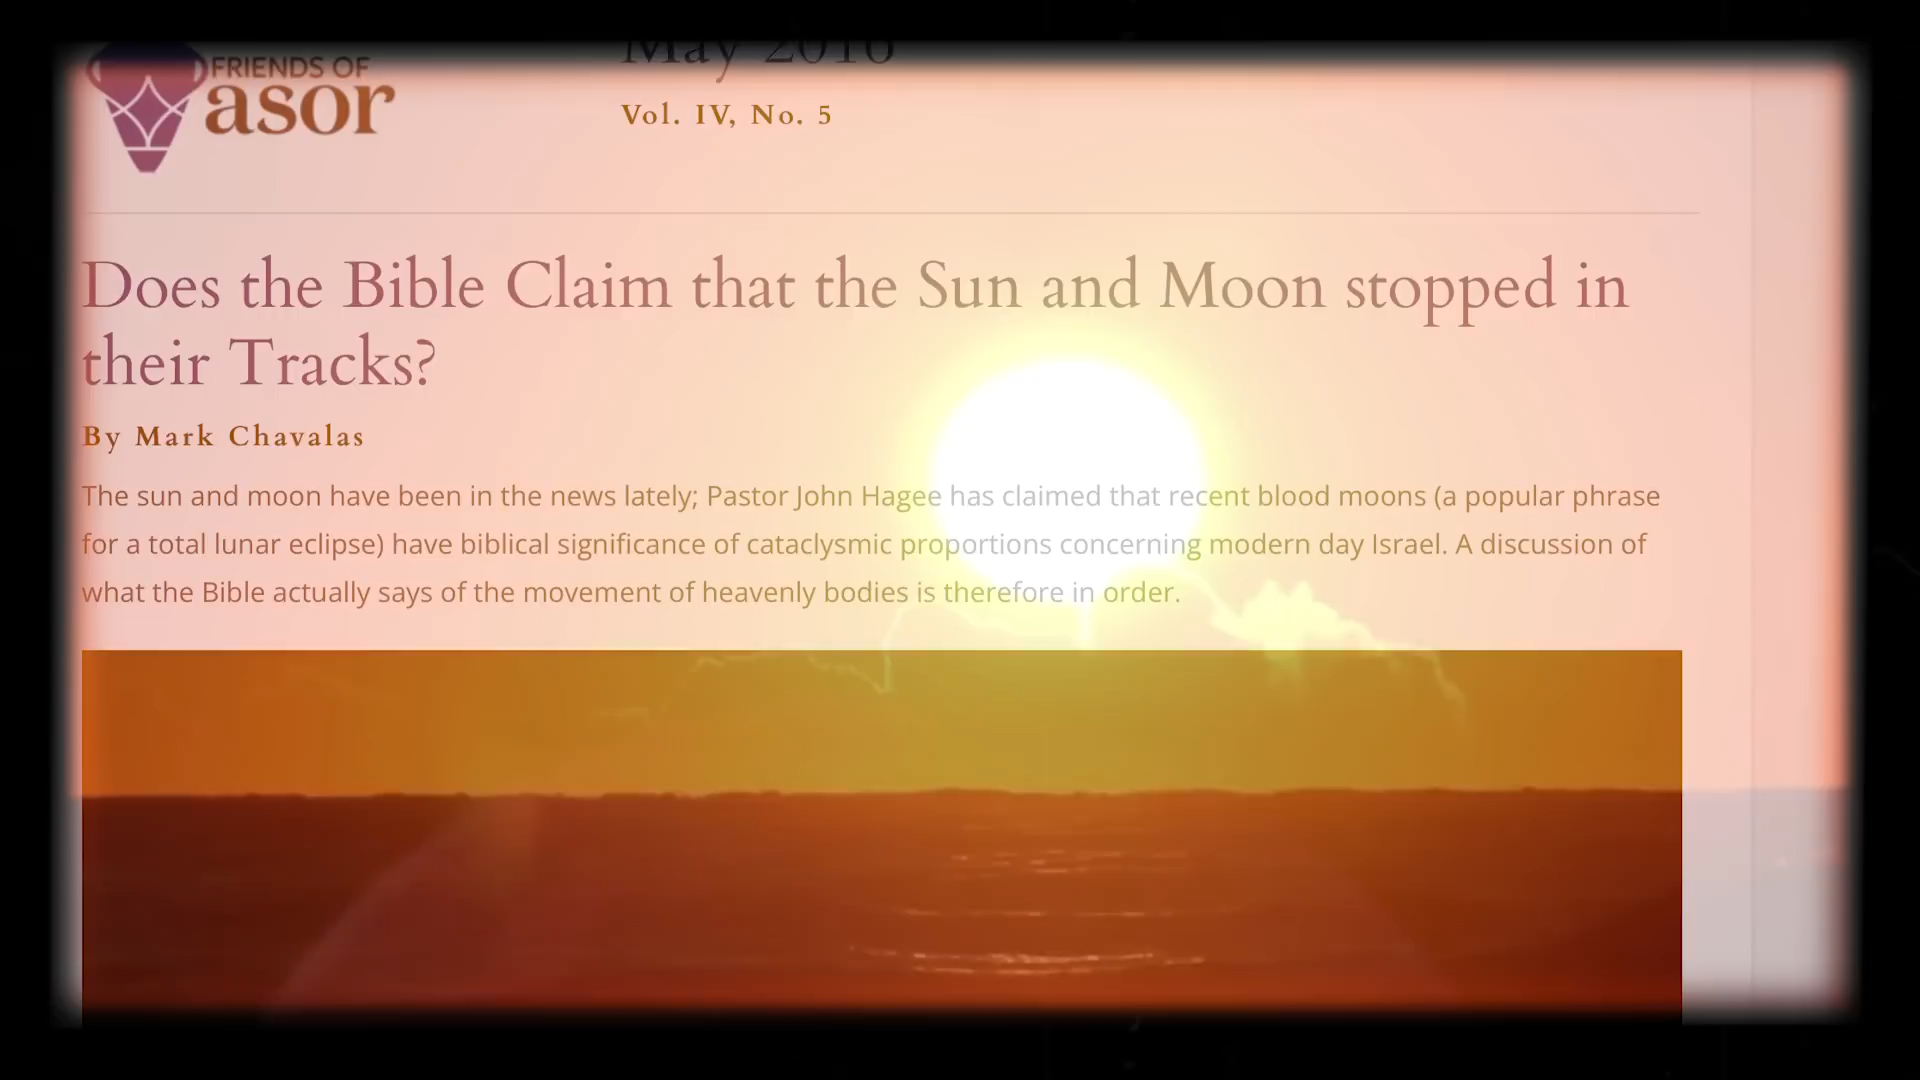 FRIENDS OF
asor
May 2016
Vol. IV, No. 5
Does the Bible Claim that the Sun and Moon stopped in
their Tracks?
By Mark Chavalas
The sun and moon have been in the news lately; Pastor John Hagee has claimed that recent blood moons (a popular phrase
for a total lunar eclipse) have biblical significance of cataclysmic proportions concerning modern day Israel. A discussion of
what the Bible actually says of the movement of heavenly bodies is therefore in order.